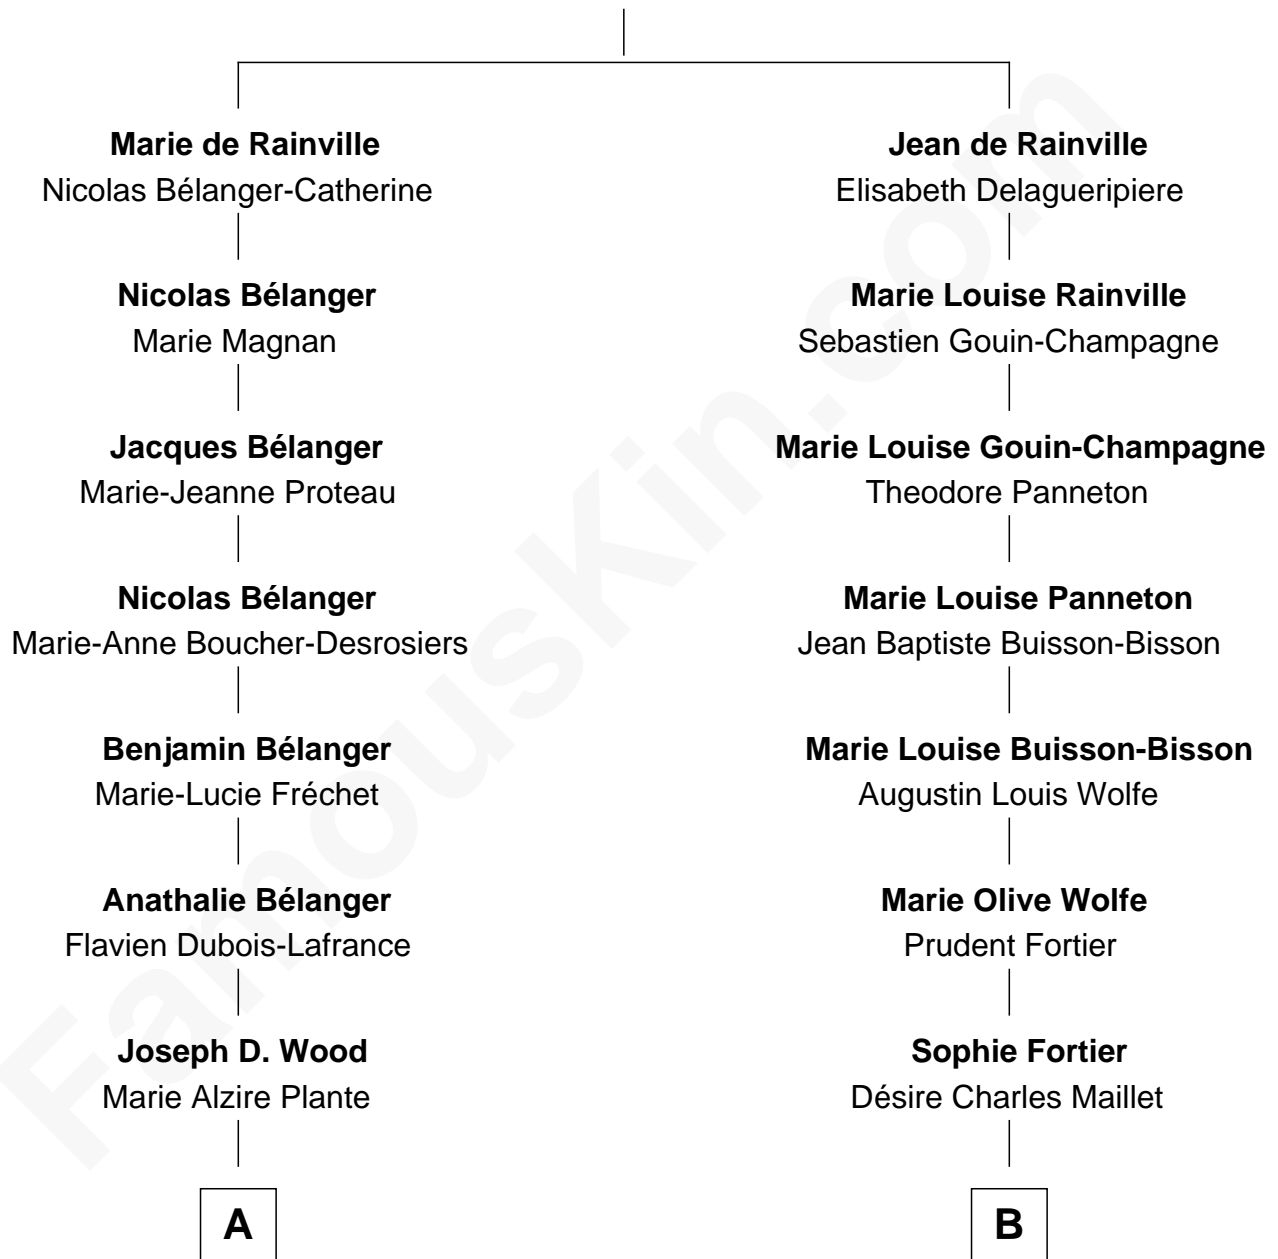 Marie de Rainville
Nicolas Bélanger-Catherine
Nicolas Bélanger
Marie Magnan
Jacques Bélanger
Marie-Jeanne Proteau
Nicolas Bélanger
Marie-Anne Boucher-Desrosiers
Benjamin Bélanger
Marie-Lucie Fréchet
Anathalie Bélanger
Flavien Dubois-Lafrance
Joseph D. Wood
Marie Alzire Plante
A
Jean de Rainville
Elisabeth Delagueripiere
Marie Louise Rainville
Sebastien Gouin-Champagne
Marie Louise Gouin-Champagne
Theodore Panneton
Marie Louise Panneton
Jean Baptiste Buisson-Bisson
Marie Louise Buisson-Bisson
Augustin Louis Wolfe
Marie Olive Wolfe
Prudent Fortier
Sophie Fortier
Désire Charles Maillet
B
FamousKin.com